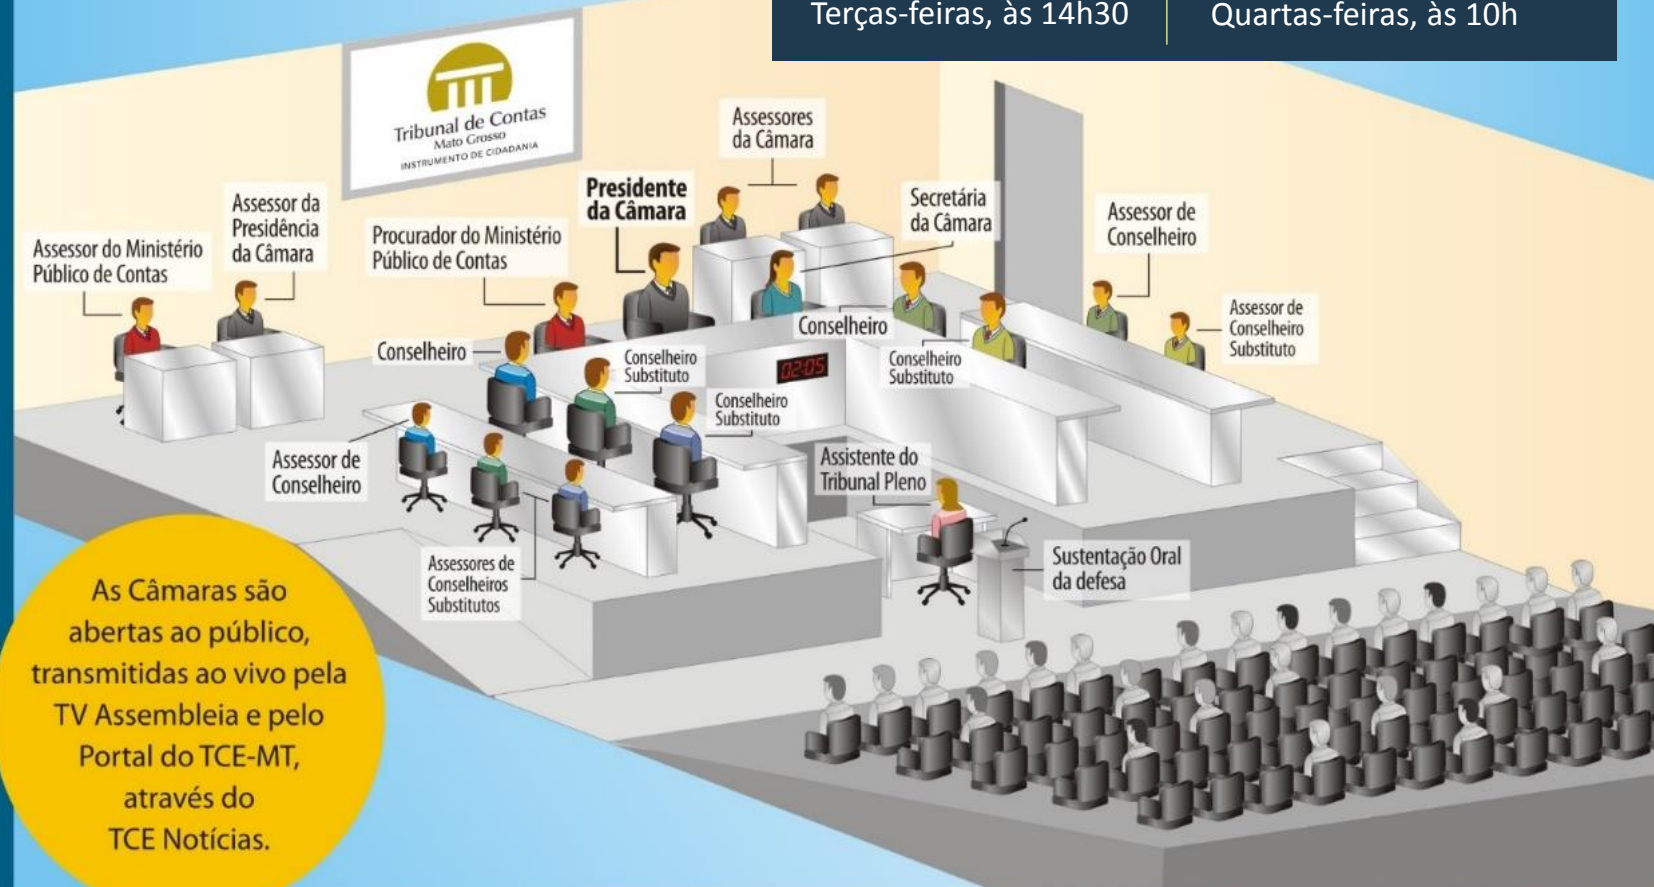 Terças-feiras, às 14h30
Quartas-feiras, às 10h
Tribunal de Contas
Mato Grosso
INSTRUMENTO DE CIDADANIA
Assessores
da Câmara
Presidente
da Câmara
Secretária
da Câmara
Assessor de
Conselheiro
Assessor da
Presidência
da Câmara
Procurador do Ministério
Público de Contas
Assessor do Ministério
Público de Contas
Assessor de
Conselheiro
Substituto
Conselheiro
Conselheiro
Conselheiro
Substituto
Conselheiro
Substituto
02:05
Conselheiro
Substituto
Assessor de
Conselheiro
Assistente do
Tribunal Pleno
Assessores de
Conselheiros
Substitutos
Sustentação Oral
da defesa
As Câmaras são
abertas ao público,
transmitidas ao vivo pela
TV Assembleia e pelo
Portal do TCE-MT,
através do
TCE Notícias.